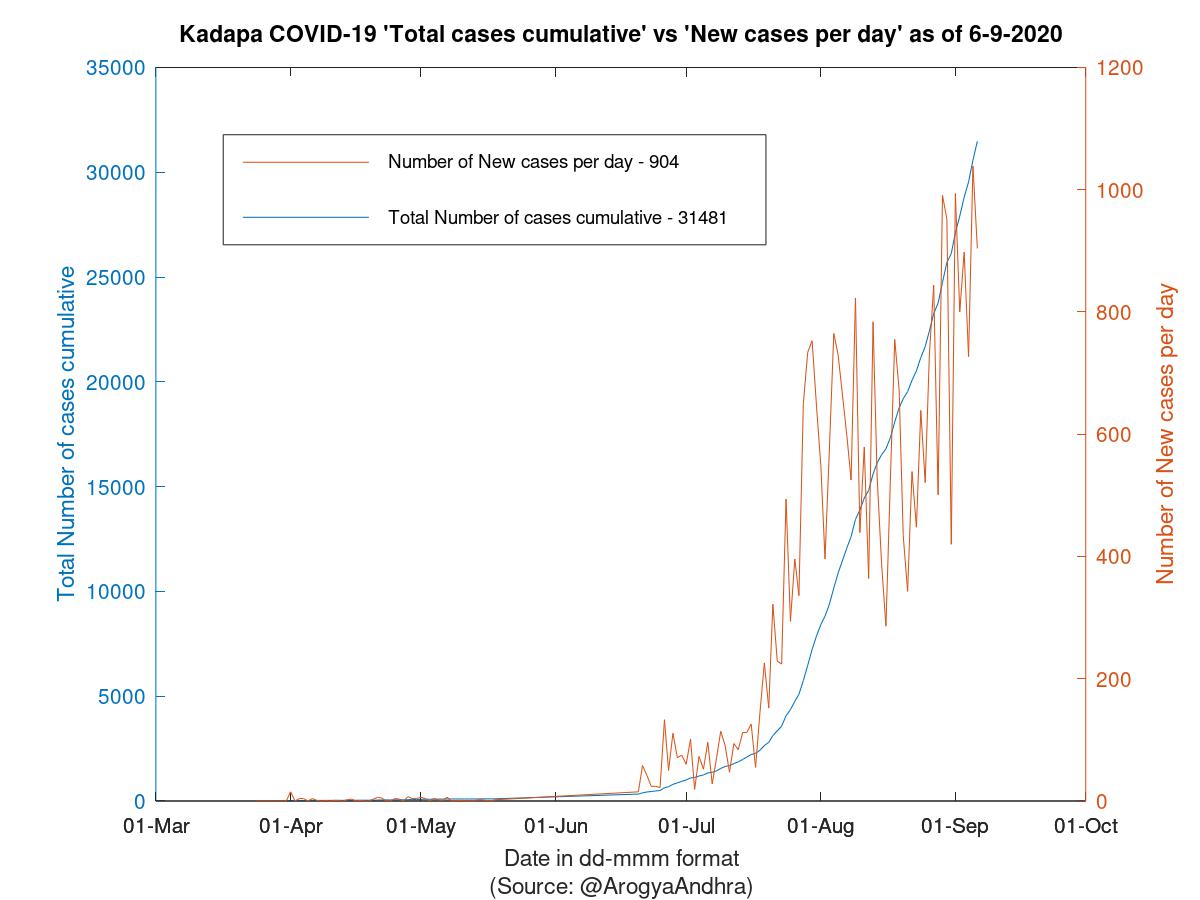 Kadapa COVID-19 'Total cases cumulative' vs 'New cases per day' as of 6-9-2020
35000
30000
25000
20000
15000
10000
5000
0
Total Number of cases cumulative
Number of New cases per day - 904
Total Number of cases cumulative - 31481
1200
1000
800
600
400
200
0
Number of New cases per day
01-Mar 01-Apr 01-May 01-Jun 01-Jul 01-Aug 01-Sep 01-Oct
Date in dd-mmm format
(Source: @ArogyaAndhra)